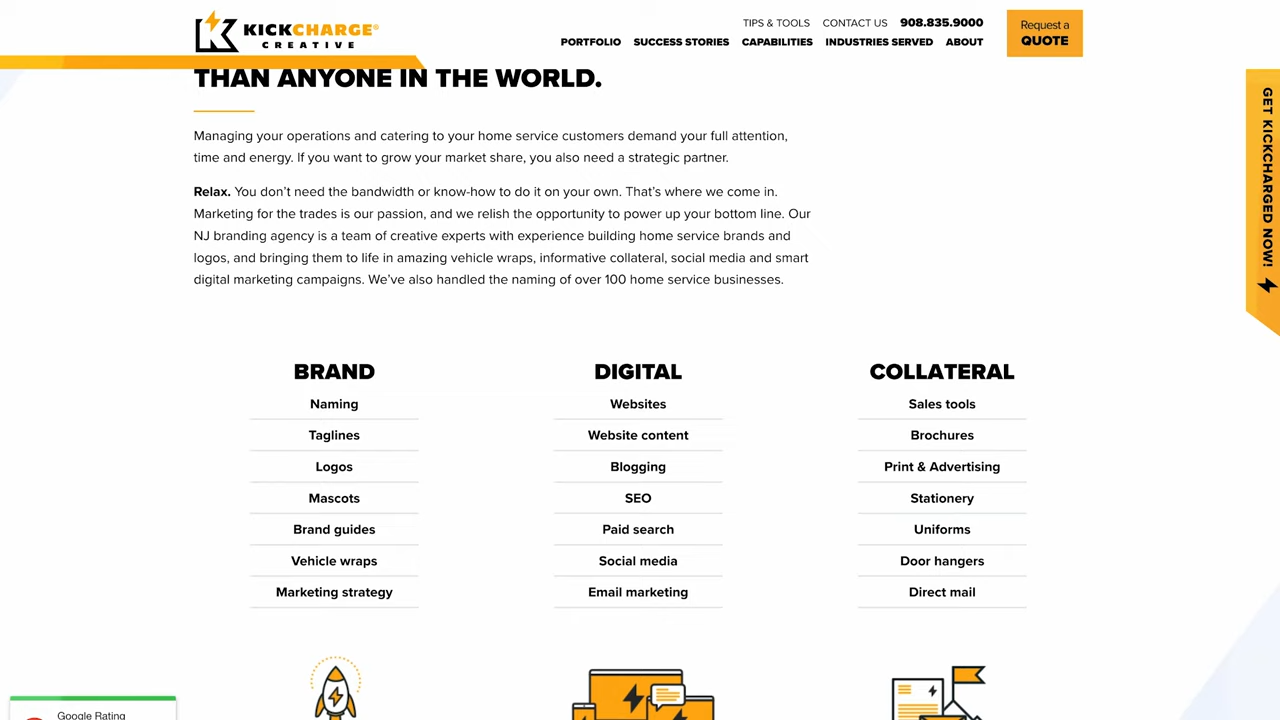 KICKCHARGE®
CREATIVE
TIPS & TOOLS CONTACT US 908.835.9000
PORTFOLIO SUCCESS STORIES CAPABILITIES INDUSTRIES SERVED ABOUT
Request a
QUOTE
GET KICKCHARGED NOW!
THAN ANYONE IN THE WORLD.
Managing your operations and catering to your home service customers demand your full attention,
time and energy. If you want to grow your market share, you also need a strategic partner.
Relax. You don’t need the bandwidth or know-how to do it on your own. That’s where we come in.
Marketing for the trades is our passion, and we relish the opportunity to power up your bottom line. Our
NJ branding agency is a team of creative experts with experience building home service brands and
logos, and bringing them to life in amazing vehicle wraps, informative collateral, social media and smart
digital marketing campaigns. We’ve also handled the naming of over 100 home service businesses.
BRAND
Naming
Taglines
Logos
Mascots
Brand guides
Vehicle wraps
Marketing strategy
DIGITAL
Websites
Website content
Blogging
SEO
Paid search
Social media
Email marketing
COLLATERAL
Sales tools
Brochures
Print & Advertising
Stationery
Uniforms
Door hangers
Direct mail
Google Rating